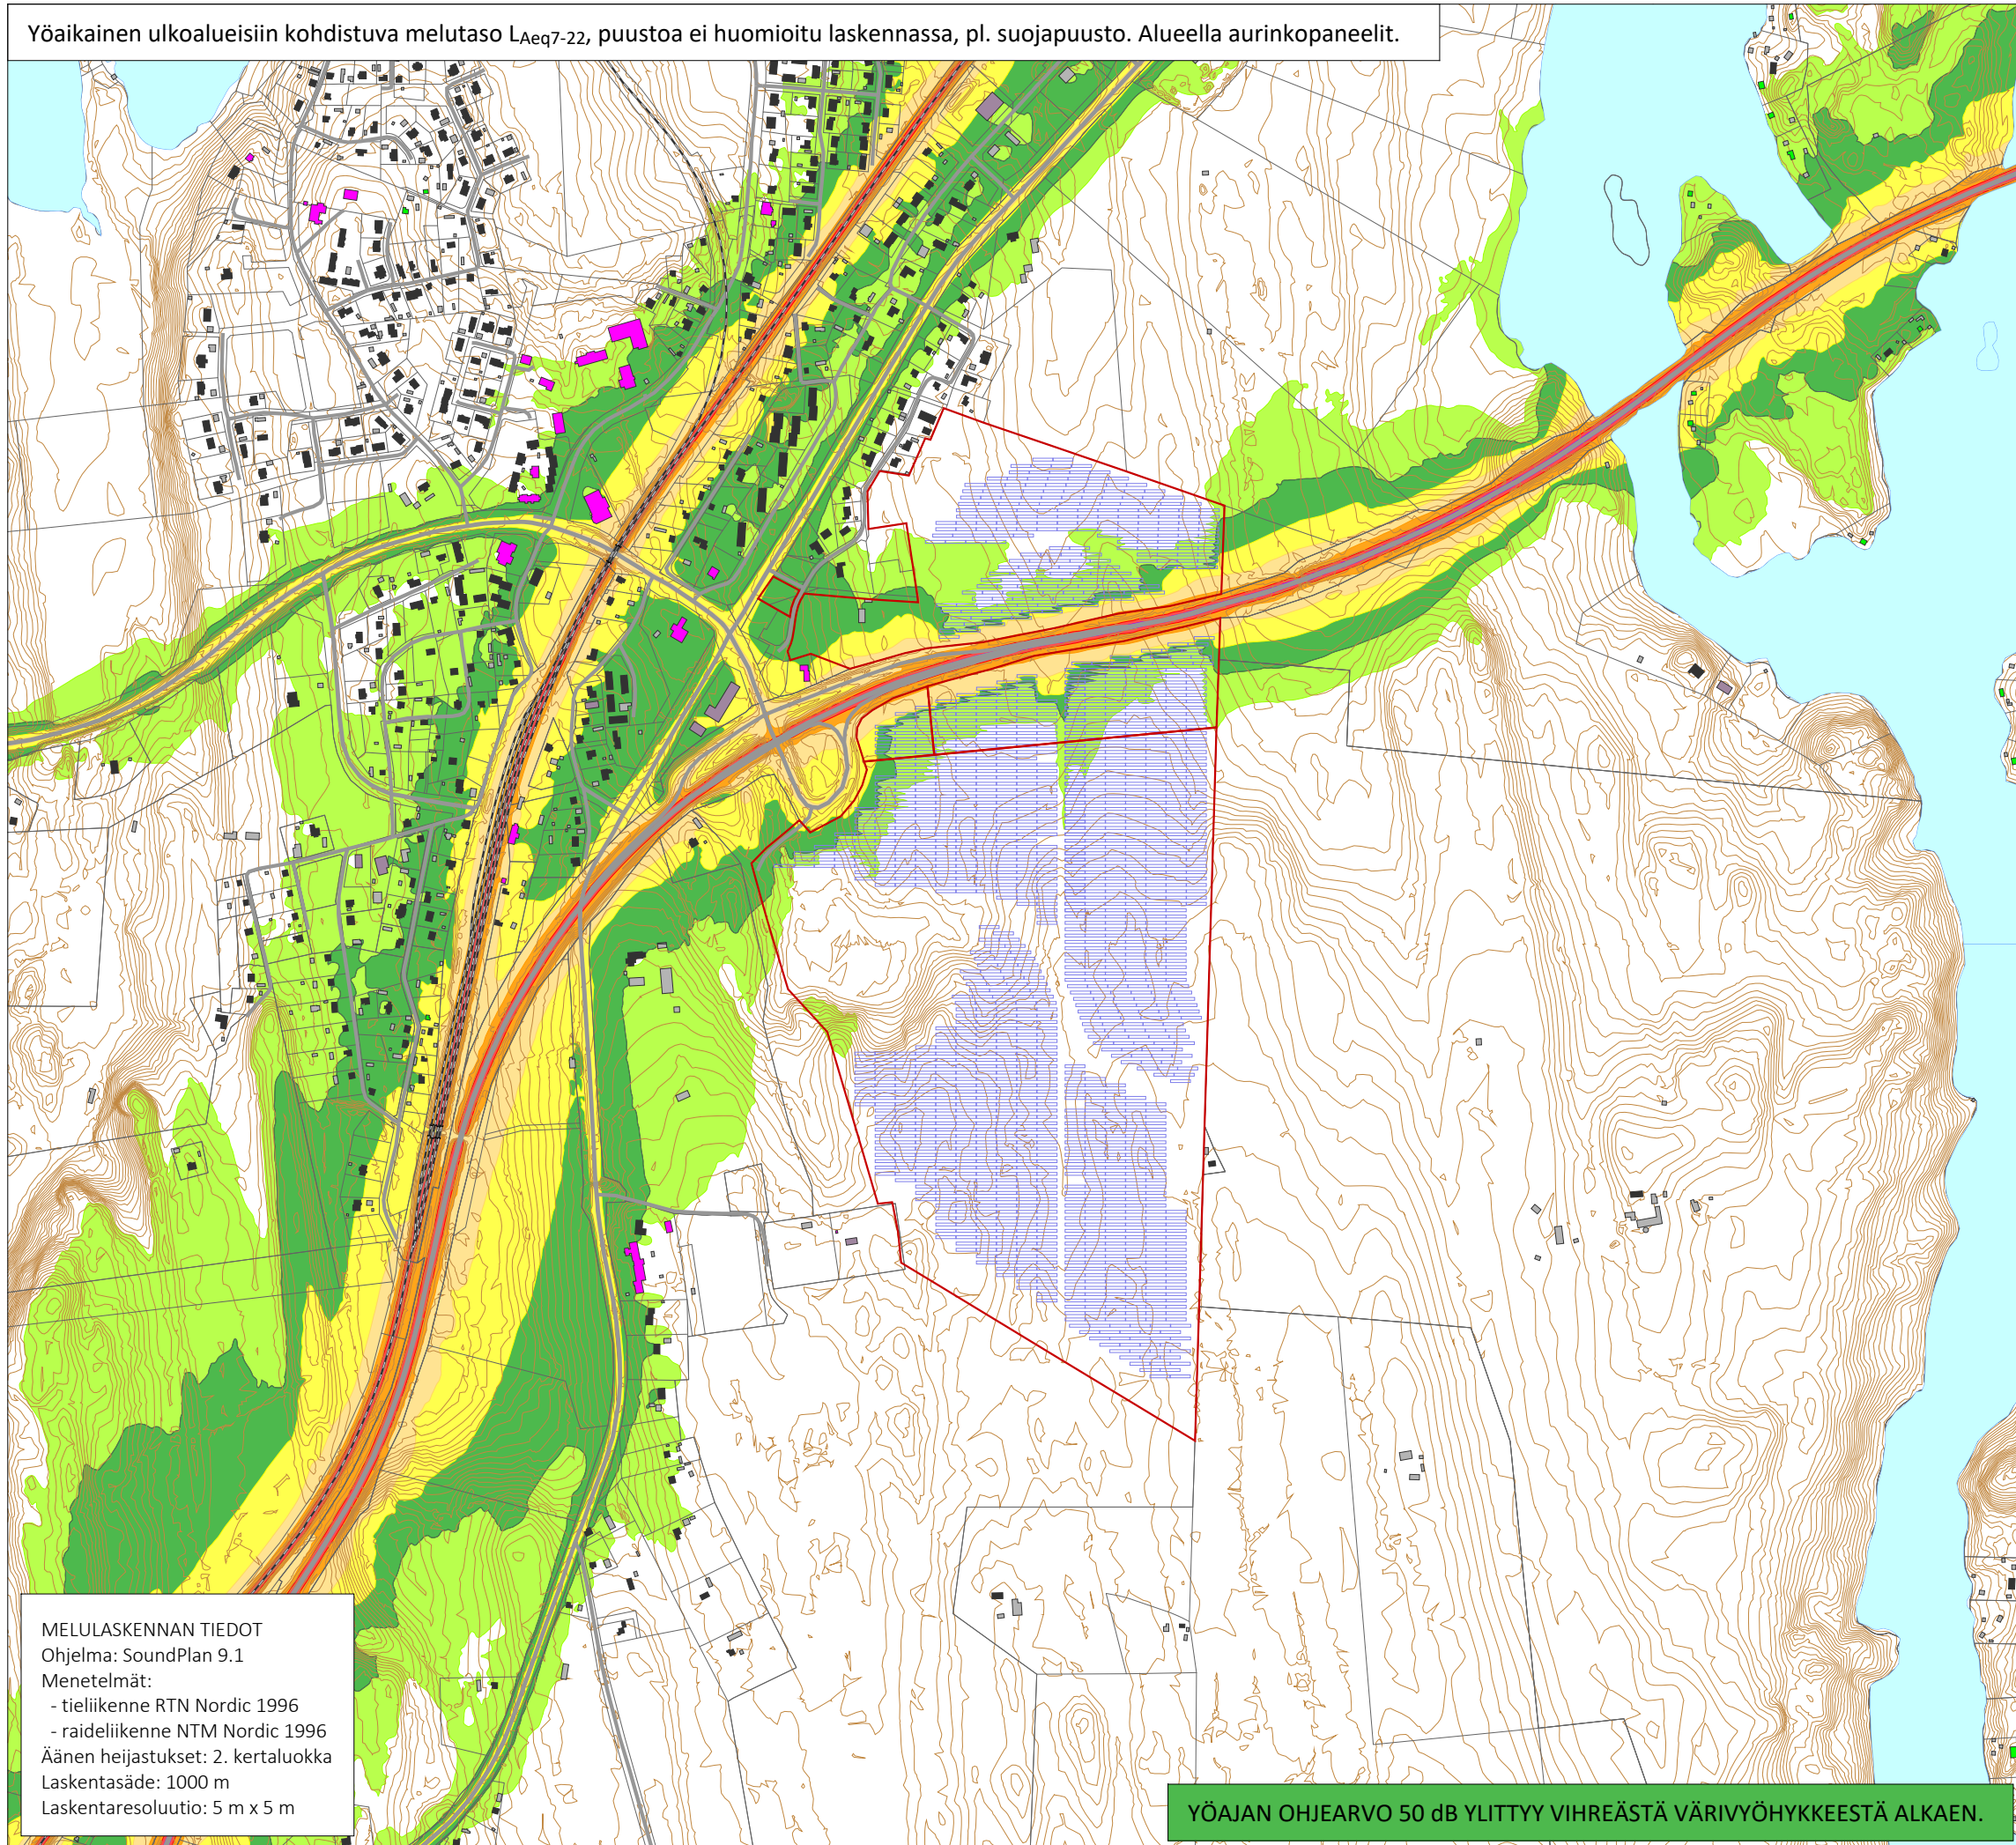 Yöaikainen ulkoalueisiin kohdistuva melutaso LAeq7-22, puustoa ei huomioitu laskennassa, pl. suojapuusto. Alueella aurinkopaneelit.
MELULASKENNAN TIEDOT
Ohjelma: SoundPlan 9.1
Menetelmät:
- tieliikenne RTN Nordic 1996
- raideliikenne NTM Nordic 1996
Äänen heijastukset: 2. kertaluokka
Laskentasäde: 1000 m
Laskentaresoluutio: 5 m x 5 m
YÖAJAN OHJEARVO 50 dB YLITTYY VIHREÄSTÄ VÄRIVYÖHYKKEESTÄ ALKAEN.